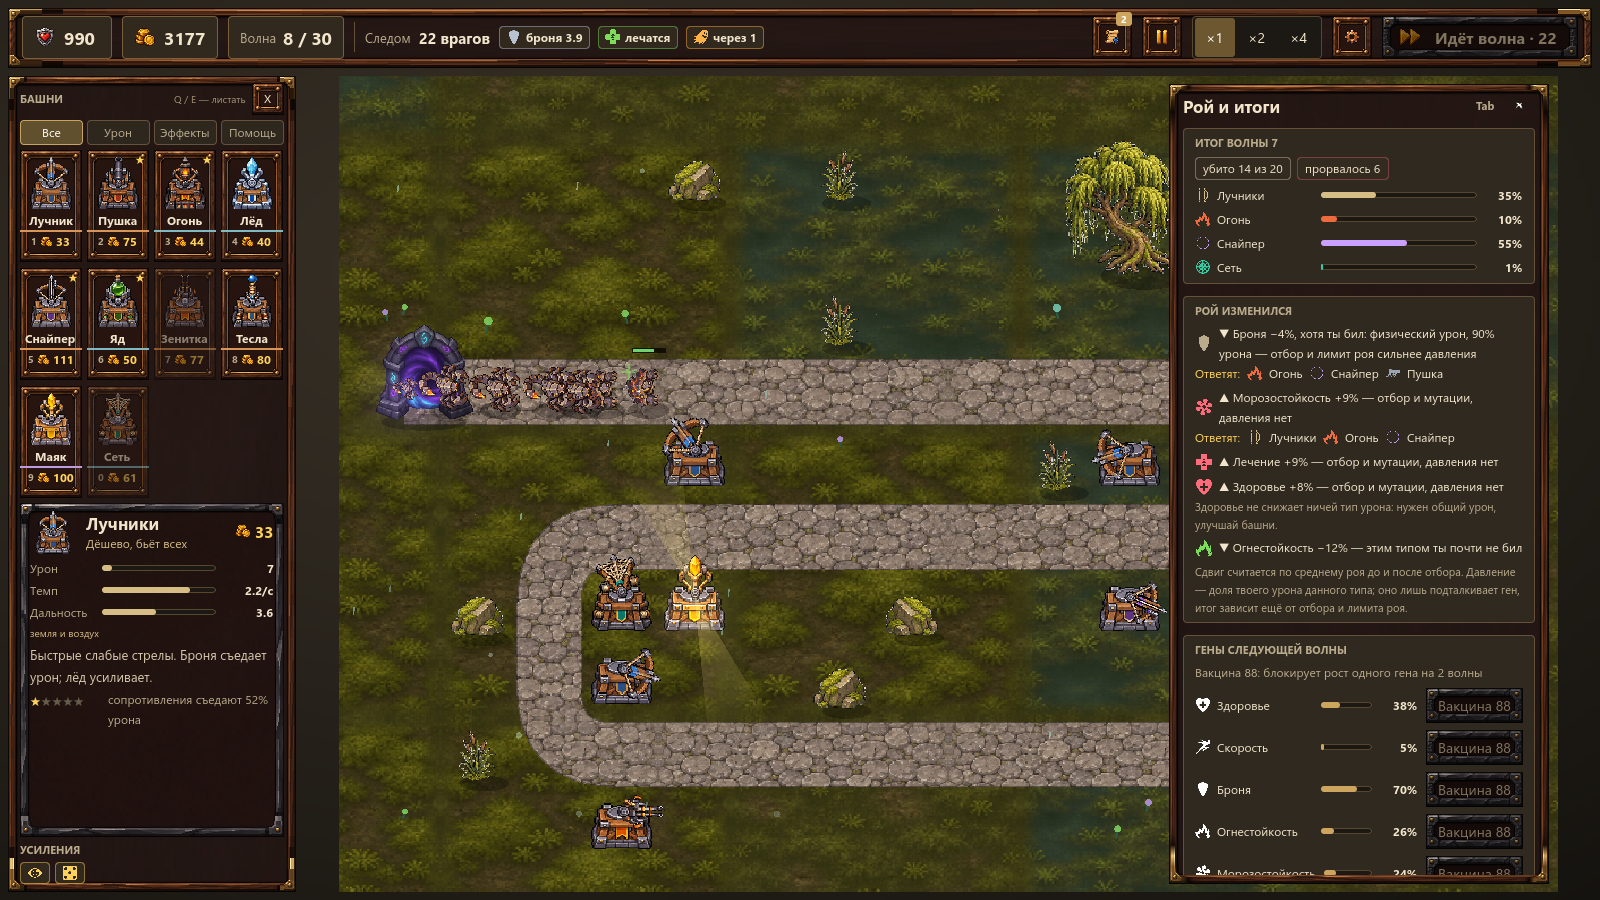 990
3177
Волна 8 / 30
Следом 22 врагов
броня 3.9
лечатся
через 1
2
×1
×2
×4
Идёт волна · 22
БАШНИ
Q / E — листать
X
Все
Урон
Эффекты
Помощь
Лучник
Пушка
Огонь
Лёд
1 33
2 75
3 44
4 40
Снайпер
Яд
Зенитка
Тесла
5 111
6 50
7 77
8 80
Маяк
Сеть
9 100
0 61
Лучники
33
Дёшево, бьёт всех
Урон 7
Темп 2.2/с
Дальность 3.6
земля и воздух
Быстрые слабые стрелы. Броня съедает
урон; лёд усиливает.
сопротивления съедают 52%
урона
УСИЛЕНИЯ
Рой и итоги
Tab
ИТОГ ВОЛНЫ 7
убито 14 из 20
прорвалось 6
Лучники 35%
Огонь 10%
Снайпер 55%
Сеть 1%
РОЙ ИЗМЕНИЛСЯ
▼ Броня −4%, хотя ты бил: физический урон, 90%
урона — отбор и лимит роя сильнее давления
Ответят: Огонь Снайпер Пушка
▲ Морозостойкость +9% — отбор и мутации,
давления нет
Ответят: Лучники Огонь Снайпер
▲ Лечение +9% — отбор и мутации, давления нет
▲ Здоровье +8% — отбор и мутации, давления нет
Здоровье не снижает ничей тип урона: нужен общий урон,
улучшай башни.
▼ Огнестойкость −12% — этим типом ты почти не бил
Сдвиг считается по среднему роя до и после отбора. Давление
— доля твоего урона данного типа; оно лишь подталкивает ген,
итог зависит ещё от отбора и лимита роя.
ГЕНЫ СЛЕДУЮЩЕЙ ВОЛНЫ
Вакцина 88: блокирует рост одного гена на 2 волны
Здоровье 38% Вакцина 88
Скорость 5% Вакцина 88
Броня 70% Вакцина 88
Огнестойкость 26% Вакцина 88
Морозостойкость 24% Вакцина 88